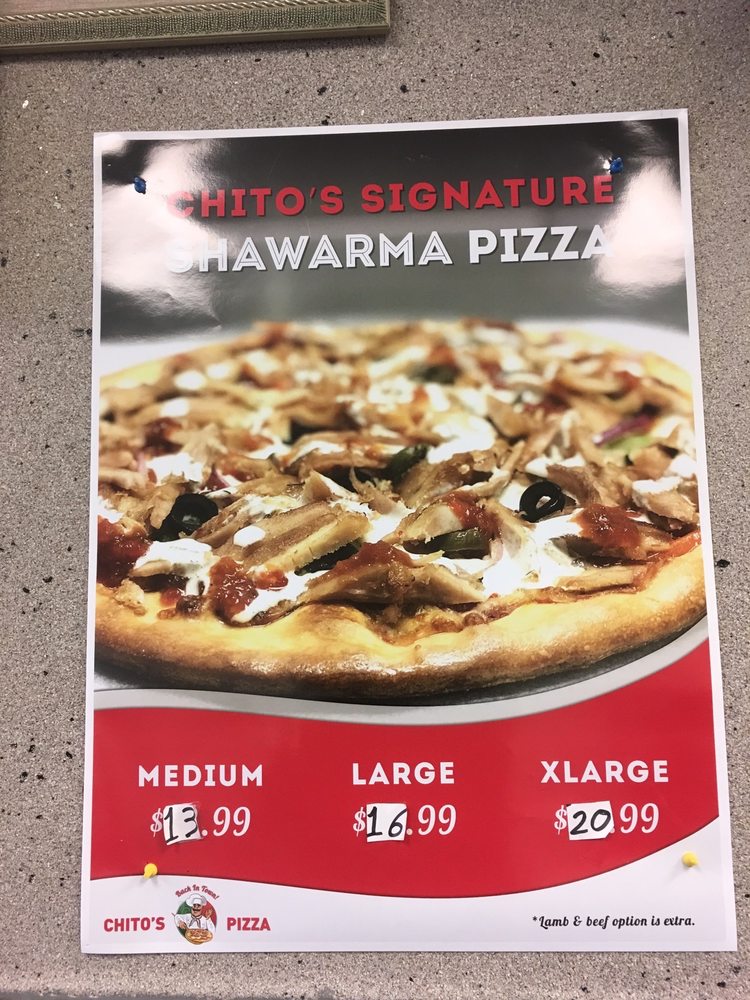 CHITO'S SIGNATURE
SHAWARMA PIZZA
MEDIUM LARGE XLARGE
$13.99 $16.99 $20.99
Back In Town!
CHITO'S PIZZA
*Lamb & beef option is extra.